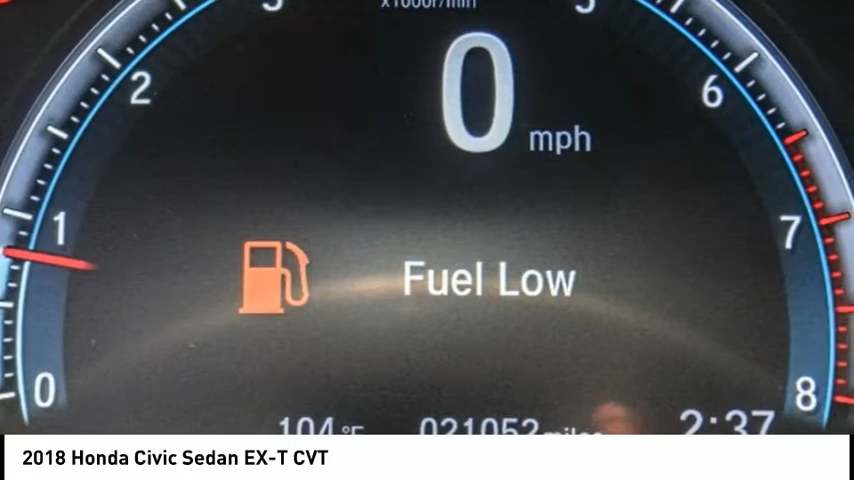 3 x1000r/min 5
2 0 mph 6
1 7
Fuel Low
0 8
104 °F 021052 miles 2:37
2018 Honda Civic Sedan EX-T CVT